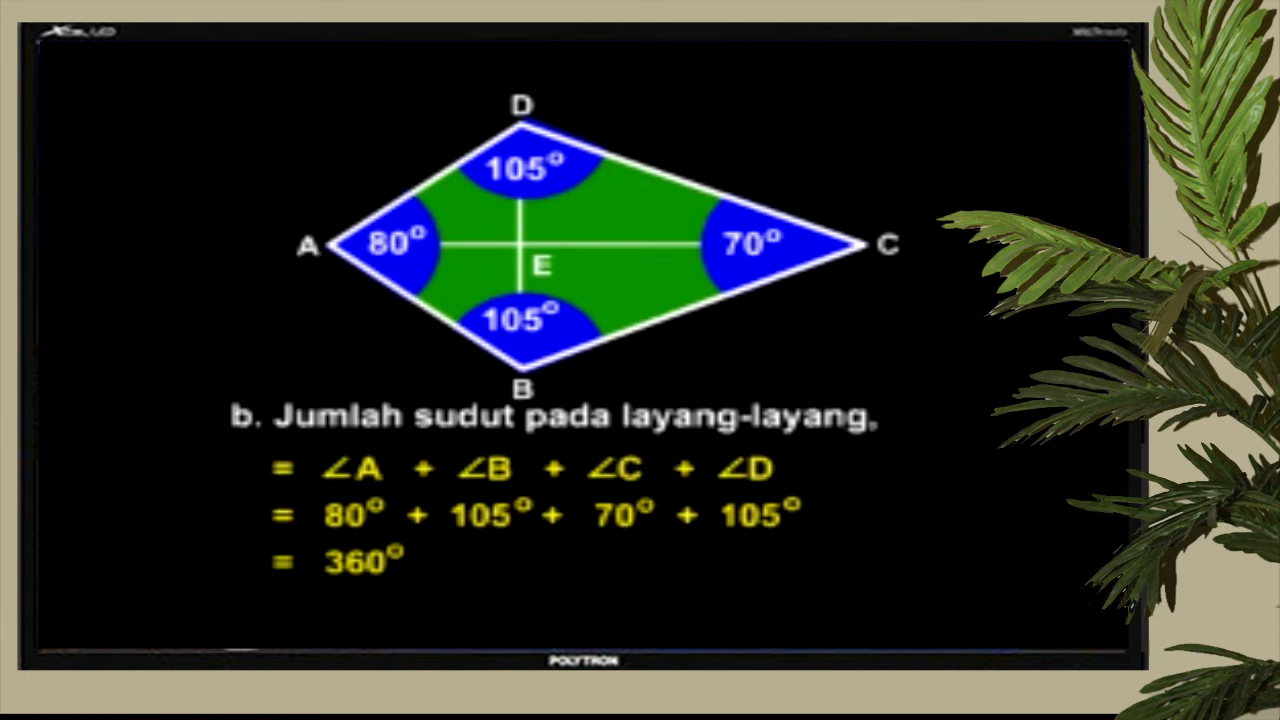 D
105°
A 80° 70° C
E
105°
B
b. Jumlah sudut pada layang-layang,
= ∠A + ∠B + ∠C + ∠D
= 80° + 105° + 70° + 105°
= 360°
POLYTRON